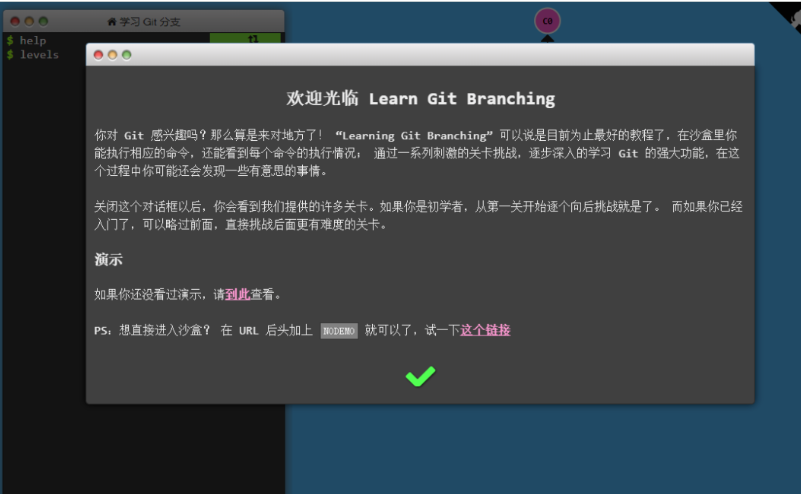 学习 Git 分支
$ help
$ levels
C0
欢迎光临 Learn Git Branching
你对 Git 感兴趣吗？那么算是来对地方了！ “Learning Git Branching” 可以说是目前为止最好的教程了，在沙盒里你
能执行相应的命令，还能看到每个命令的执行情况； 通过一系列刺激的关卡挑战，逐步深入的学习 Git 的强大功能，在这
个过程中你可能还会发现一些有意思的事情。
关闭这个对话框以后，你会看到我们提供的许多关卡。如果你是初学者，从第一关开始逐个向后挑战就是了。 而如果你已经
入门了，可以略过前面，直接挑战后面更有难度的关卡。
演示
如果你还没看过演示，请到此查看。
PS：想直接进入沙盒？ 在 URL 后头加上 NODEMO 就可以了，试一下这个链接